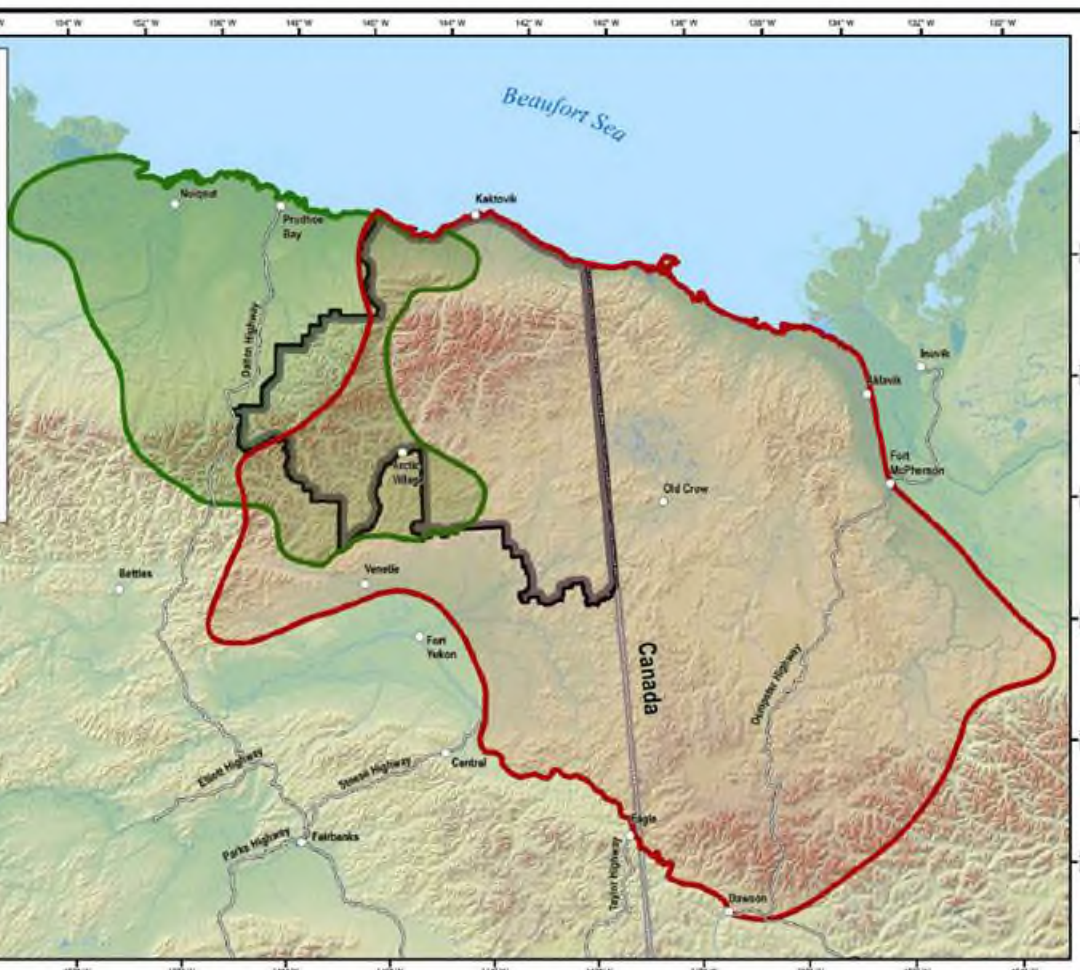 Beaufort Sea
Kaktovik
Nuiqsut
Prudhoe
Bay
Dalton Highway
Inuvik
Aklavik
Fort
McPherson
Arctic
Village
Old Crow
Bettles
Venetie
Fort
Yukon
Canada
Dempster Highway
Elliott Highway
Steese Highway
Central
Parks Highway
Fairbanks
Eagle
Taylor Highway
Dawson